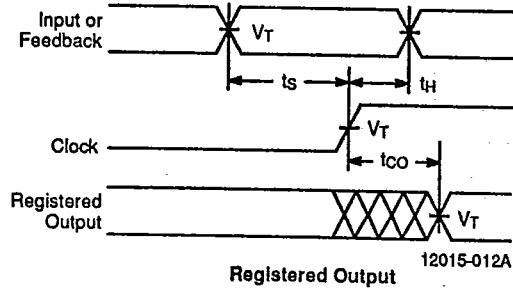 Input or
Feedback
VT
tS
tH
Clock
VT
tCO
Registered
Output
VT
12015-012A
Registered Output